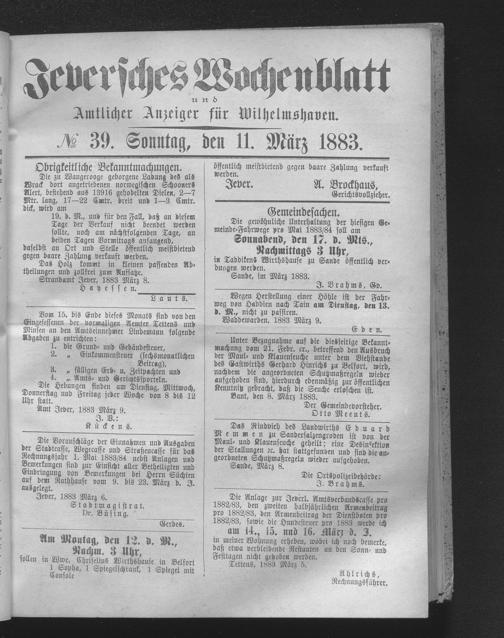 Jeversches Wochenblatt
und
Amtlicher Anzeiger für Wilhelmshaven.
№ 39. Sonntag, den 11. März 1883.
Obrigkeitliche Bekanntmachungen.
Die zu Wangerooge geborgene Ladung des als
Wrack dort angetriebenen norwegischen Schooners
Alert, bestehend aus 13916 gehobelten Dielen, 2—7
Mtr. lang, 17—22 Cmtr. breit und 1—3 Cmtr.
dick, wird am
19. d. M., und für den Fall, daß an diesem
Tage der Verkauf nicht beendet werden
sollte, noch am nachfolgenden Tage, an
beiden Tagen Vormittags anfangend,
daselbst an Ort und Stelle öffentlich meistbietend
gegen baare Zahlung verkauft werden.
Das Holz kommt in kleinen passenden Ab-
theilungen und zollfrei zum Aufsatze.
Strandamt Jever, 1883 März 8.
Hayessen.
Lauts.
Vom 15. bis Ende dieses Monats sind von den
Eingesessenen der vormaligen Aemter Tettens und
Minsen an den Amtseinnehmer Lindemann folgende
Abgaben zu entrichten:
1. die Grund- und Gebäudesteuer,
2. „ Einkommensteuer (sechsmonatlichen
Beitrag),
3. „ fälligen Erb- u. Zeitpachten und
4. „ Amts- und Gerichtssporteln.
Die Hebungen finden am Dienstag, Mittwoch,
Donnerstag und Freitag jeder Woche von 8 bis 12
Uhr statt.
Amt Jever, 1883 März 9.
J. V.:
Kückens.
Die Voranschläge der Einnahmen und Ausgaben
der Stadtcasse, Wegecasse und Straßencasse für das
Rechnungsjahr 1. Mai 1883/84 nebst Anlagen und
Bemerkungen sind zur Einsicht aller Betheiligten und
Einbringung von Bemerkungen bei Herrn Süchten
auf dem Rathhause vom 9. bis 23. März d. J.
ausgelegt.
Jever, 1883 März 6.
Stadtmagistrat.
Dr. Büsing.
Gerdes.
Am Montag, den 12. d. M.,
Nachm. 3 Uhr,
sollen in Wwe. Christians Wirthshause in Belfort
1 Sopha, 1 Spiegelschrank, 1 Spiegel mit
Console
öffentlich meistbietend gegen baare Zahlung verkauft
werden.
Jever. A. Brockhaus,
Gerichtsvollzieher.
Gemeindesachen.
Die gewöhnliche Unterhaltung der hiesigen Ge-
meinde-Fahrwege pro Mai 1883/84 soll am
Sonnabend, den 17. d. Mts.,
Nachmittags 3 Uhr,
in Taddikens Wirthshause zu Sande öffentlich ver-
dungen werden.
Sande, im März 1883.
J. Brahms, Gv.
Wegen Herstellung einer Höhle ist der Fahr-
weg von Haddien nach Tain am Dienstag, den 13.
d. M., nicht zu passiren.
Waddewarden, 1883 März 9.
Eden.
Unter Bezugnahme auf die diesseitige Bekannt-
machung vom 21. Febr. cr., betreffend den Ausbruch
der Maul- und Klauenseuche unter dem Viehstande
des Gastwirths Gerhard Hinrichs zu Belfort, wird,
nachdem die angeordneten Schutzmaßregeln wieder
aufgehoben sind, hierdurch demgemäß zur öffentlichen
Kenntniß gebracht, daß die Seuche erloschen ist.
Bant, den 8. März 1883.
Der Gemeindevorsteher.
Otto Meents.
Das Rindvieh des Landwirths Eduard
Memmen zu Sanderfalzengroden ist von der
Maul- und Klauenseuche geheilt; eine Desinfektion
der Stallungen ec. hat stattgefunden und sind die an-
geordneten Schutzmaßregeln wieder aufgehoben.
Sande, März 8.
Die Ortspolizeibehörde:
J. Brahms.
Die Anlage zur Jeverl. Amtsverbandscasse pro
1882/83, den zweiten halbjährlichen Armenbeitrag
pro 1882/83, den Armenbeitrag der Dienstboten pro
1882/83, sowie die Hundesteuer pro 1883 werde ich
am 14., 15. und 16. März d. J.
in meiner Wohnung erheben, wobei ich noch bemerke,
daß etwa verbleibende Restanten an den Sonn- und
Festtagen nicht gehoben werden.
Tettens, 1883 März 5.
Ahlrichs,
Rechnungsführer.